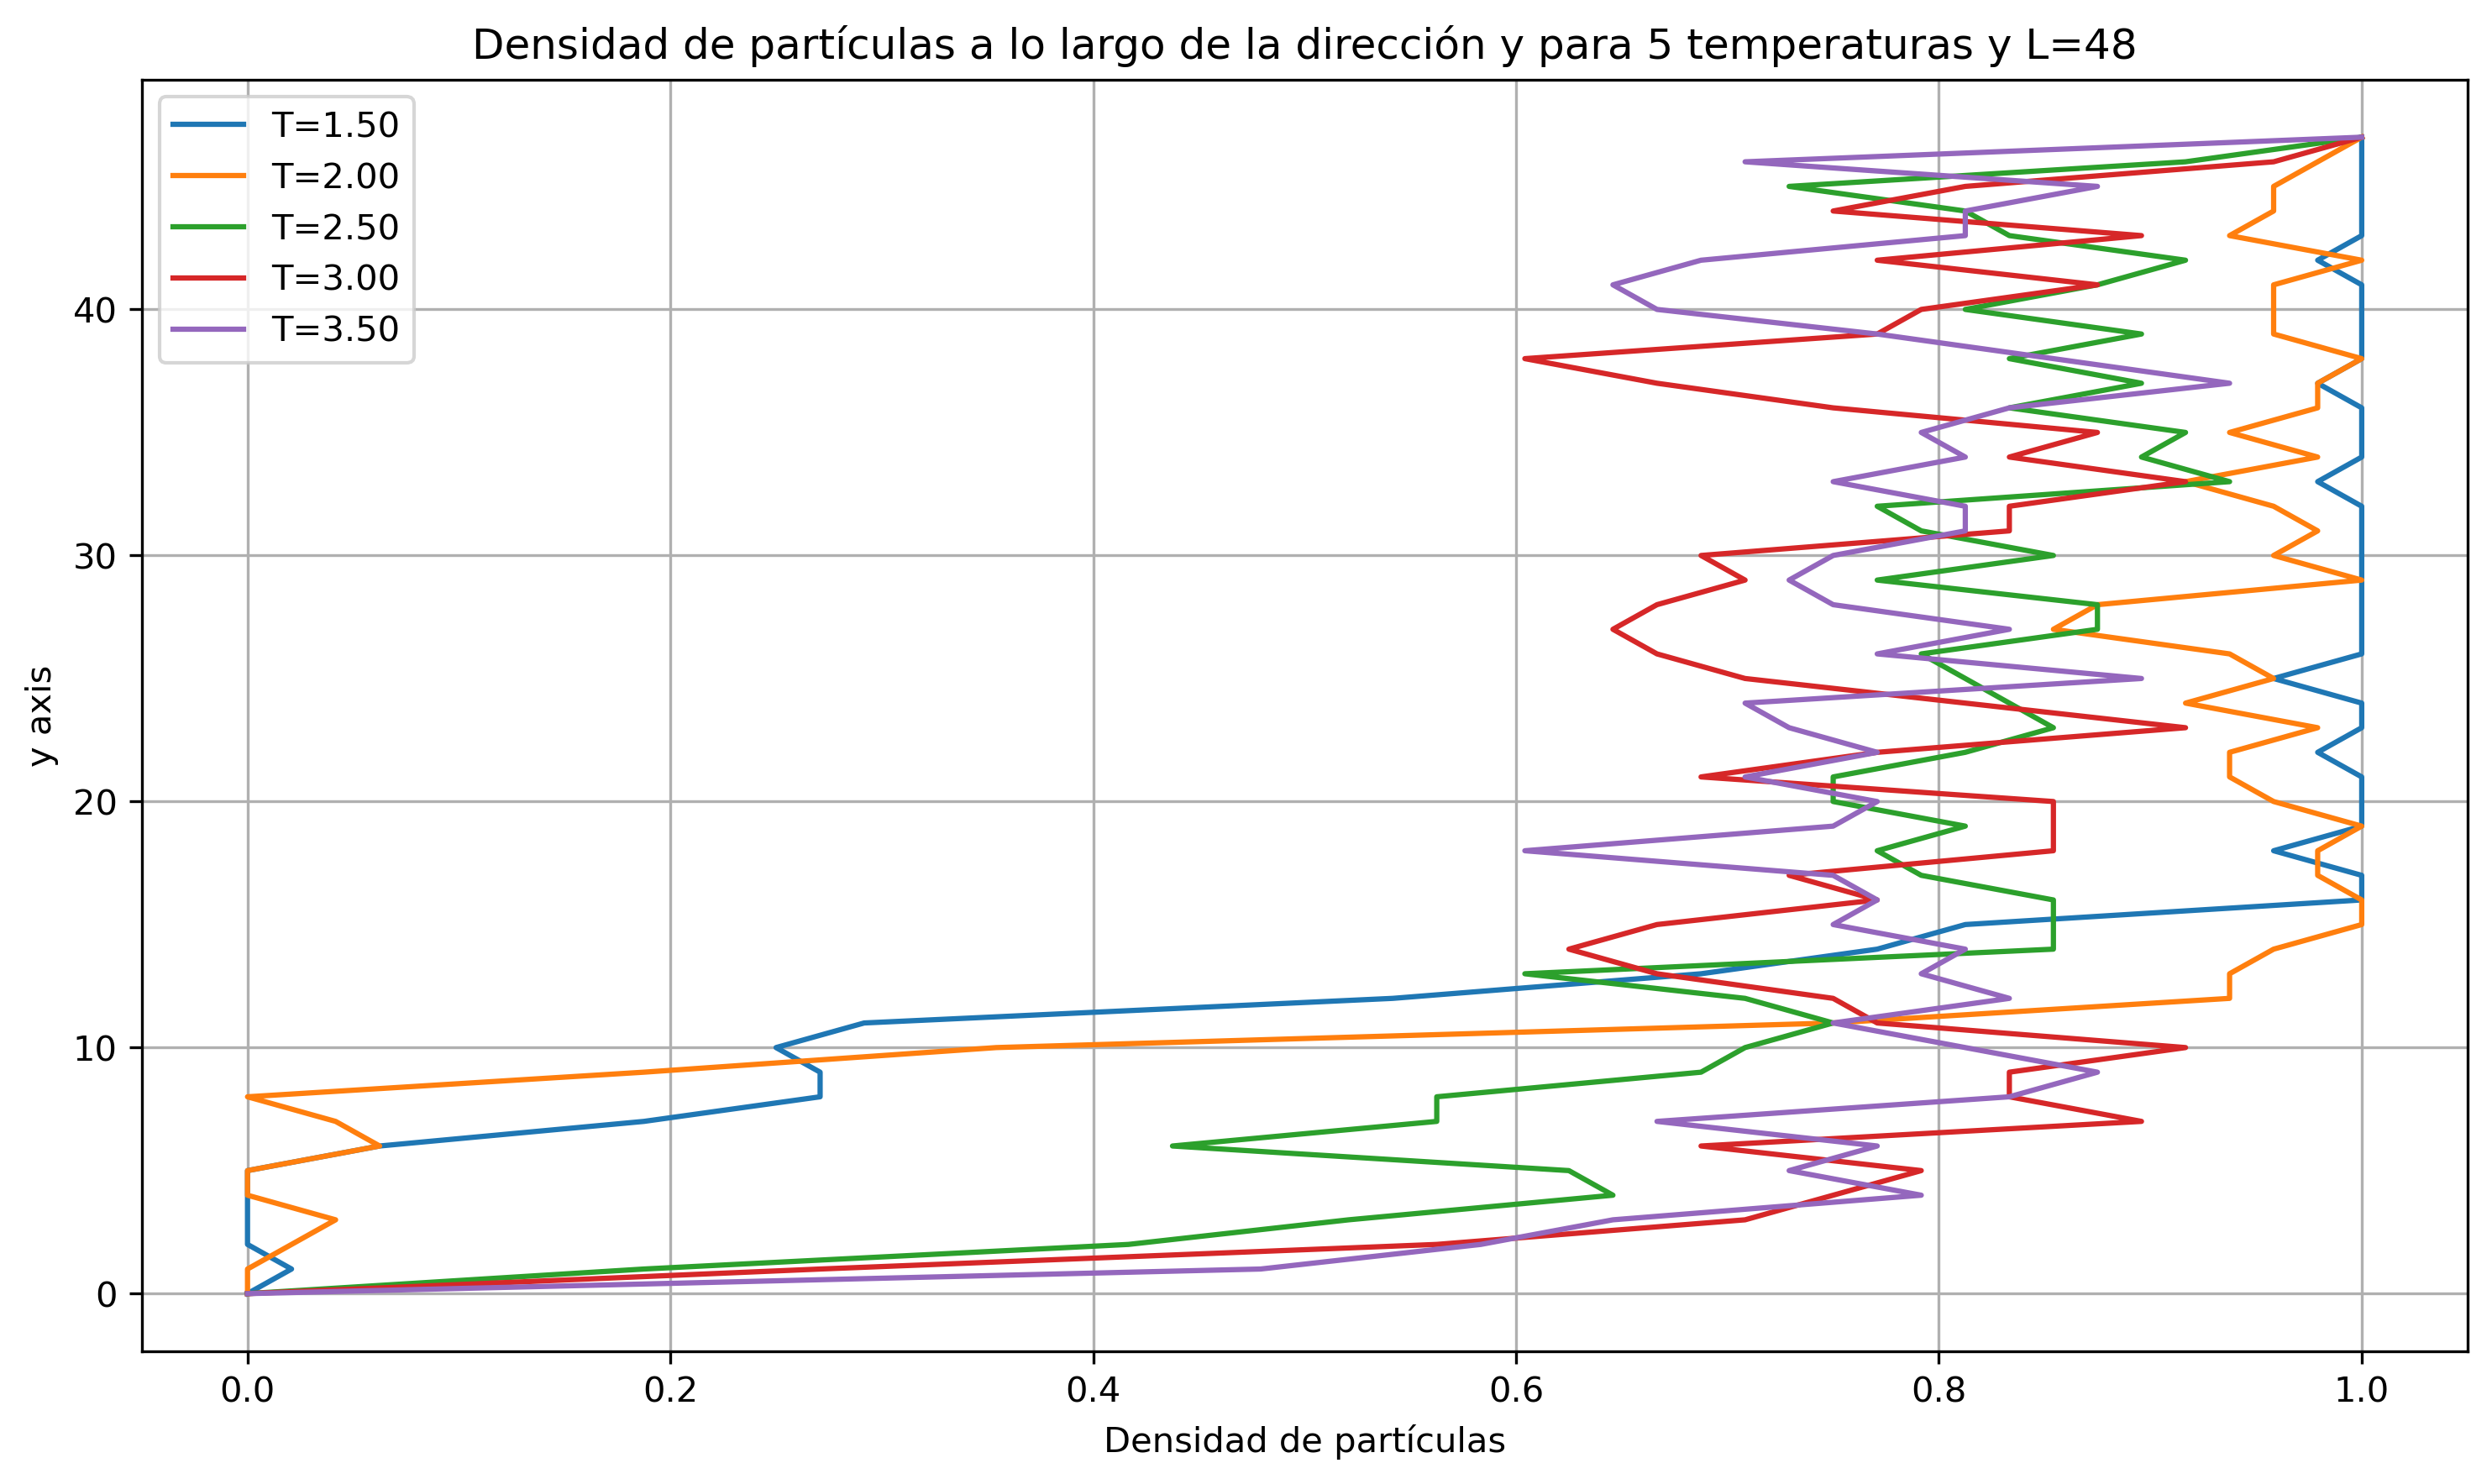 Densidad de partículas a lo largo de la dirección y para 5 temperaturas y L=48
T=1.50
T=2.00
T=2.50
T=3.00
T=3.50
40
30
20
10
0
y axis
0.0 0.2 0.4 0.6 0.8 1.0
Densidad de partículas